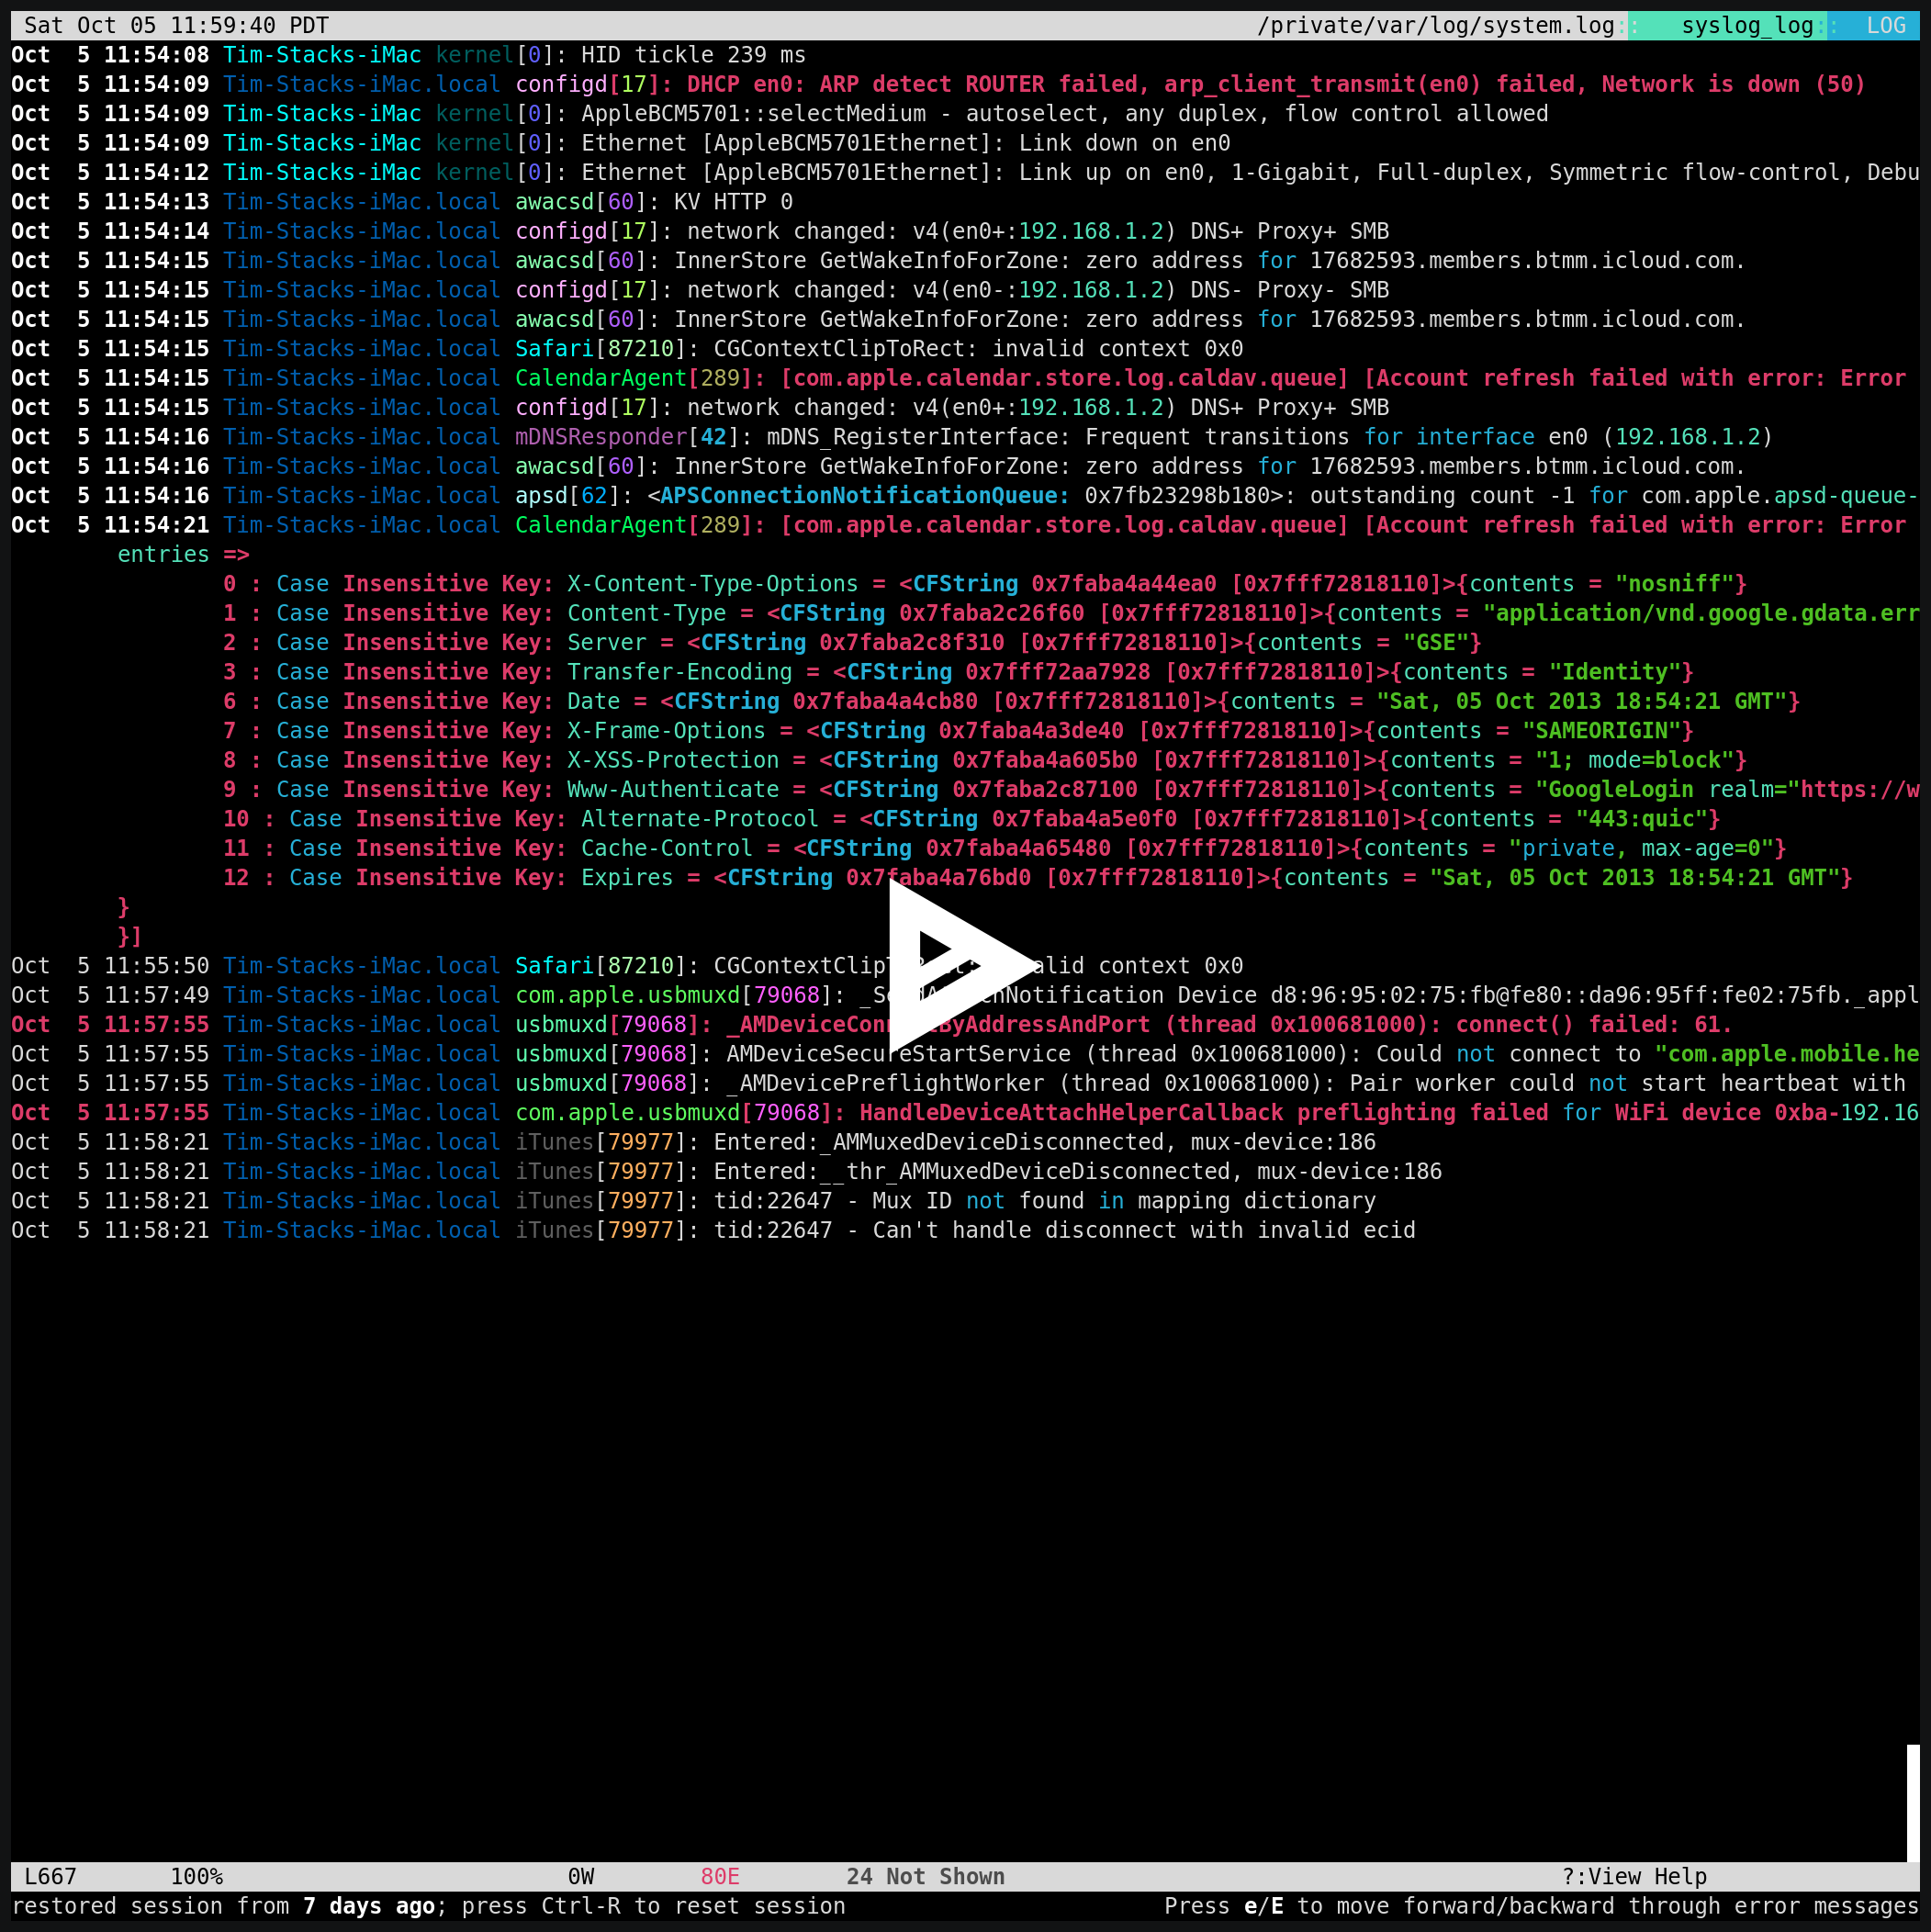 Sat Oct 05 11:59:40 PDT /private/var/log/system.log:: syslog_log:: LOG
Oct  5 11:54:08 Tim-Stacks-iMac kernel[0]: HID tickle 239 ms
Oct  5 11:54:09 Tim-Stacks-iMac.local configd[17]: DHCP en0: ARP detect ROUTER failed, arp_client_transmit(en0) failed, Network is down (50)
Oct  5 11:54:09 Tim-Stacks-iMac kernel[0]: AppleBCM5701::selectMedium - autoselect, any duplex, flow control allowed
Oct  5 11:54:09 Tim-Stacks-iMac kernel[0]: Ethernet [AppleBCM5701Ethernet]: Link down on en0
Oct  5 11:54:12 Tim-Stacks-iMac kernel[0]: Ethernet [AppleBCM5701Ethernet]: Link up on en0, 1-Gigabit, Full-duplex, Symmetric flow-control, Debu
Oct  5 11:54:13 Tim-Stacks-iMac.local awacsd[60]: KV HTTP 0
Oct  5 11:54:14 Tim-Stacks-iMac.local configd[17]: network changed: v4(en0+:192.168.1.2) DNS+ Proxy+ SMB
Oct  5 11:54:15 Tim-Stacks-iMac.local awacsd[60]: InnerStore GetWakeInfoForZone: zero address for 17682593.members.btmm.icloud.com.
Oct  5 11:54:15 Tim-Stacks-iMac.local configd[17]: network changed: v4(en0-:192.168.1.2) DNS- Proxy- SMB
Oct  5 11:54:15 Tim-Stacks-iMac.local awacsd[60]: InnerStore GetWakeInfoForZone: zero address for 17682593.members.btmm.icloud.com.
Oct  5 11:54:15 Tim-Stacks-iMac.local Safari[87210]: CGContextClipToRect: invalid context 0x0
Oct  5 11:54:15 Tim-Stacks-iMac.local CalendarAgent[289]: [com.apple.calendar.store.log.caldav.queue] [Account refresh failed with error: Error
Oct  5 11:54:15 Tim-Stacks-iMac.local configd[17]: network changed: v4(en0+:192.168.1.2) DNS+ Proxy+ SMB
Oct  5 11:54:16 Tim-Stacks-iMac.local mDNSResponder[42]: mDNS_RegisterInterface: Frequent transitions for interface en0 (192.168.1.2)
Oct  5 11:54:16 Tim-Stacks-iMac.local awacsd[60]: InnerStore GetWakeInfoForZone: zero address for 17682593.members.btmm.icloud.com.
Oct  5 11:54:16 Tim-Stacks-iMac.local apsd[62]: <APSConnectionNotificationQueue: 0x7fb23298b180>: outstanding count -1 for com.apple.apsd-queue-
Oct  5 11:54:21 Tim-Stacks-iMac.local CalendarAgent[289]: [com.apple.calendar.store.log.caldav.queue] [Account refresh failed with error: Error
entries =>
0 : Case Insensitive Key: X-Content-Type-Options = <CFString 0x7faba4a44ea0 [0x7fff72818110]>{contents = "nosniff"}
1 : Case Insensitive Key: Content-Type = <CFString 0x7faba2c26f60 [0x7fff72818110]>{contents = "application/vnd.google.gdata.err
2 : Case Insensitive Key: Server = <CFString 0x7faba2c8f310 [0x7fff72818110]>{contents = "GSE"}
3 : Case Insensitive Key: Transfer-Encoding = <CFString 0x7fff72aa7928 [0x7fff72818110]>{contents = "Identity"}
6 : Case Insensitive Key: Date = <CFString 0x7faba4a4cb80 [0x7fff72818110]>{contents = "Sat, 05 Oct 2013 18:54:21 GMT"}
7 : Case Insensitive Key: X-Frame-Options = <CFString 0x7faba4a3de40 [0x7fff72818110]>{contents = "SAMEORIGIN"}
8 : Case Insensitive Key: X-XSS-Protection = <CFString 0x7faba4a605b0 [0x7fff72818110]>{contents = "1; mode=block"}
9 : Case Insensitive Key: Www-Authenticate = <CFString 0x7faba2c87100 [0x7fff72818110]>{contents = "GoogleLogin realm="https://w
10 : Case Insensitive Key: Alternate-Protocol = <CFString 0x7faba4a5e0f0 [0x7fff72818110]>{contents = "443:quic"}
11 : Case Insensitive Key: Cache-Control = <CFString 0x7faba4a65480 [0x7fff72818110]>{contents = "private, max-age=0"}
12 : Case Insensitive Key: Expires = <CFString 0x7faba4a76bd0 [0x7fff72818110]>{contents = "Sat, 05 Oct 2013 18:54:21 GMT"}
}
}]
Oct  5 11:55:50 Tim-Stacks-iMac.local Safari[87210]: CGContextClipToRect: invalid context 0x0
Oct  5 11:57:49 Tim-Stacks-iMac.local com.apple.usbmuxd[79068]: _SendAttachNotification Device d8:96:95:02:75:fb@fe80::da96:95ff:fe02:75fb._appl
Oct  5 11:57:55 Tim-Stacks-iMac.local usbmuxd[79068]: _AMDeviceConnectByAddressAndPort (thread 0x100681000): connect() failed: 61.
Oct  5 11:57:55 Tim-Stacks-iMac.local usbmuxd[79068]: AMDeviceSecureStartService (thread 0x100681000): Could not connect to "com.apple.mobile.he
Oct  5 11:57:55 Tim-Stacks-iMac.local usbmuxd[79068]: _AMDevicePreflightWorker (thread 0x100681000): Pair worker could not start heartbeat with
Oct  5 11:57:55 Tim-Stacks-iMac.local com.apple.usbmuxd[79068]: HandleDeviceAttachHelperCallback preflighting failed for WiFi device 0xba-192.16
Oct  5 11:58:21 Tim-Stacks-iMac.local iTunes[79977]: Entered:_AMMuxedDeviceDisconnected, mux-device:186
Oct  5 11:58:21 Tim-Stacks-iMac.local iTunes[79977]: Entered:__thr_AMMuxedDeviceDisconnected, mux-device:186
Oct  5 11:58:21 Tim-Stacks-iMac.local iTunes[79977]: tid:22647 - Mux ID not found in mapping dictionary
Oct  5 11:58:21 Tim-Stacks-iMac.local iTunes[79977]: tid:22647 - Can't handle disconnect with invalid ecid
L667 100% 0W 80E 24 Not Shown ?:View Help
restored session from 7 days ago; press Ctrl-R to reset session Press e/E to move forward/backward through error messages